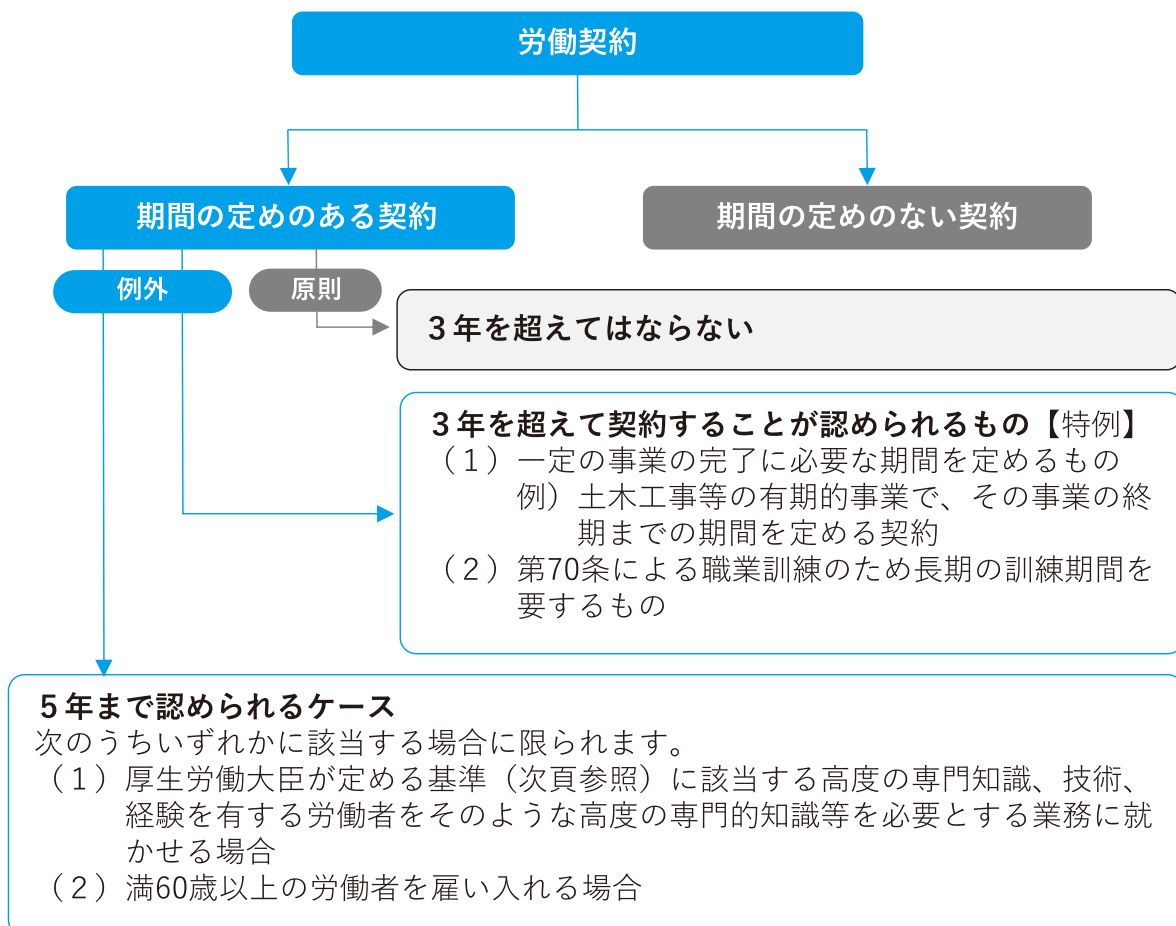 労働契約
期間の定めのある契約
期間の定めのない契約
例外
原則
３年を超えてはならない
３年を超えて契約することが認められるもの【特例】
（１）一定の事業の完了に必要な期間を定めるもの
例）土木工事等の有期的事業で、その事業の終
期までの期間を定める契約
（２）第70条による職業訓練のため長期の訓練期間を
要するもの
５年まで認められるケース
次のうちいずれかに該当する場合に限られます。
（１）厚生労働大臣が定める基準（次頁参照）に該当する高度の専門知識、技術、
経験を有する労働者をそのような高度の専門的知識等を必要とする業務に就
かせる場合
（２）満60歳以上の労働者を雇い入れる場合